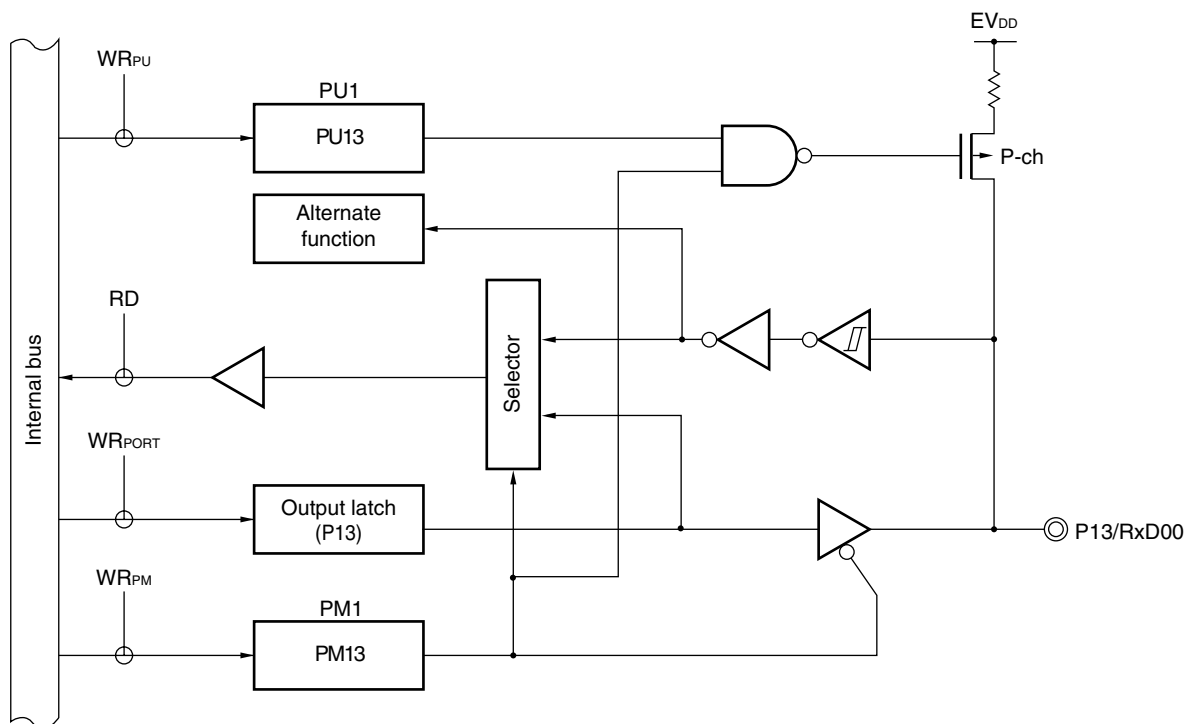 EVDD
WRPU
PU1
PU13
P-ch
Alternate
function
RD
Selector
Internal bus
WRPORT
Output latch
(P13)
P13/RxD00
WRPM
PM1
PM13